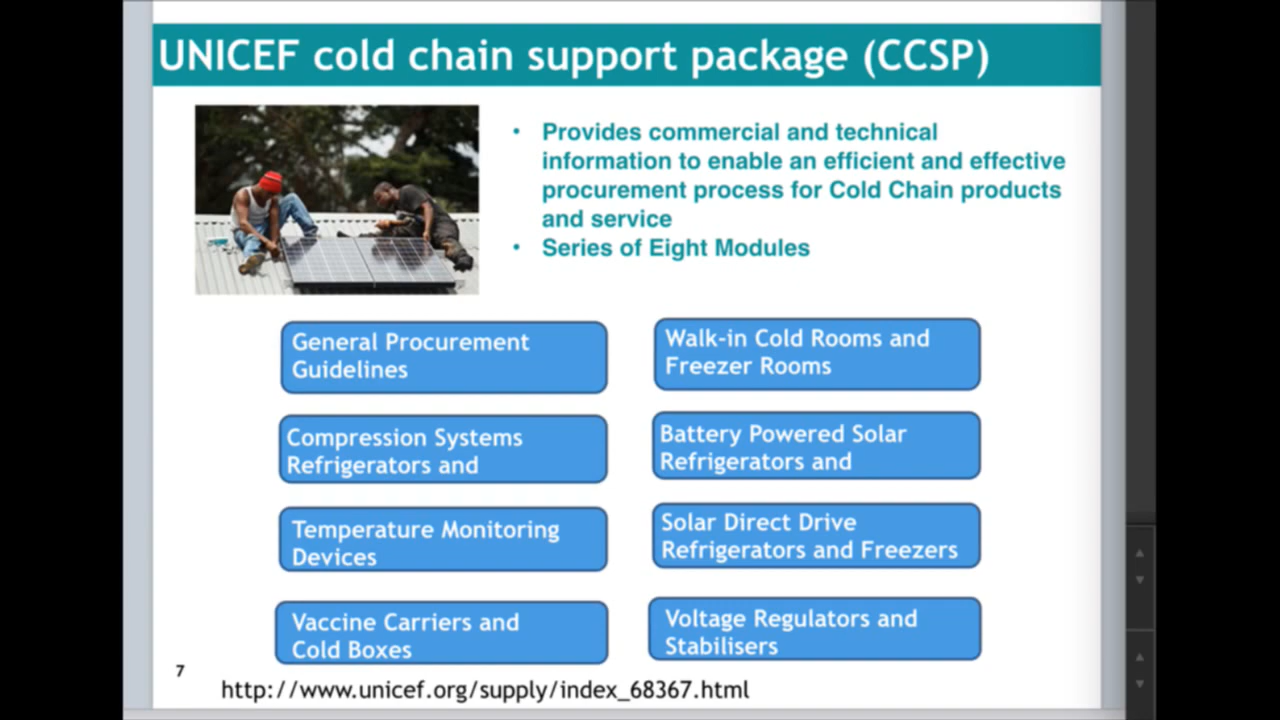 UNICEF cold chain support package (CCSP)
• Provides commercial and technical
information to enable an efficient and effective
procurement process for Cold Chain products
and service
• Series of Eight Modules
General Procurement
Guidelines
Walk-in Cold Rooms and
Freezer Rooms
Compression Systems
Refrigerators and
Battery Powered Solar
Refrigerators and
Temperature Monitoring
Devices
Solar Direct Drive
Refrigerators and Freezers
Vaccine Carriers and
Cold Boxes
Voltage Regulators and
Stabilisers
7
http://www.unicef.org/supply/index_68367.html